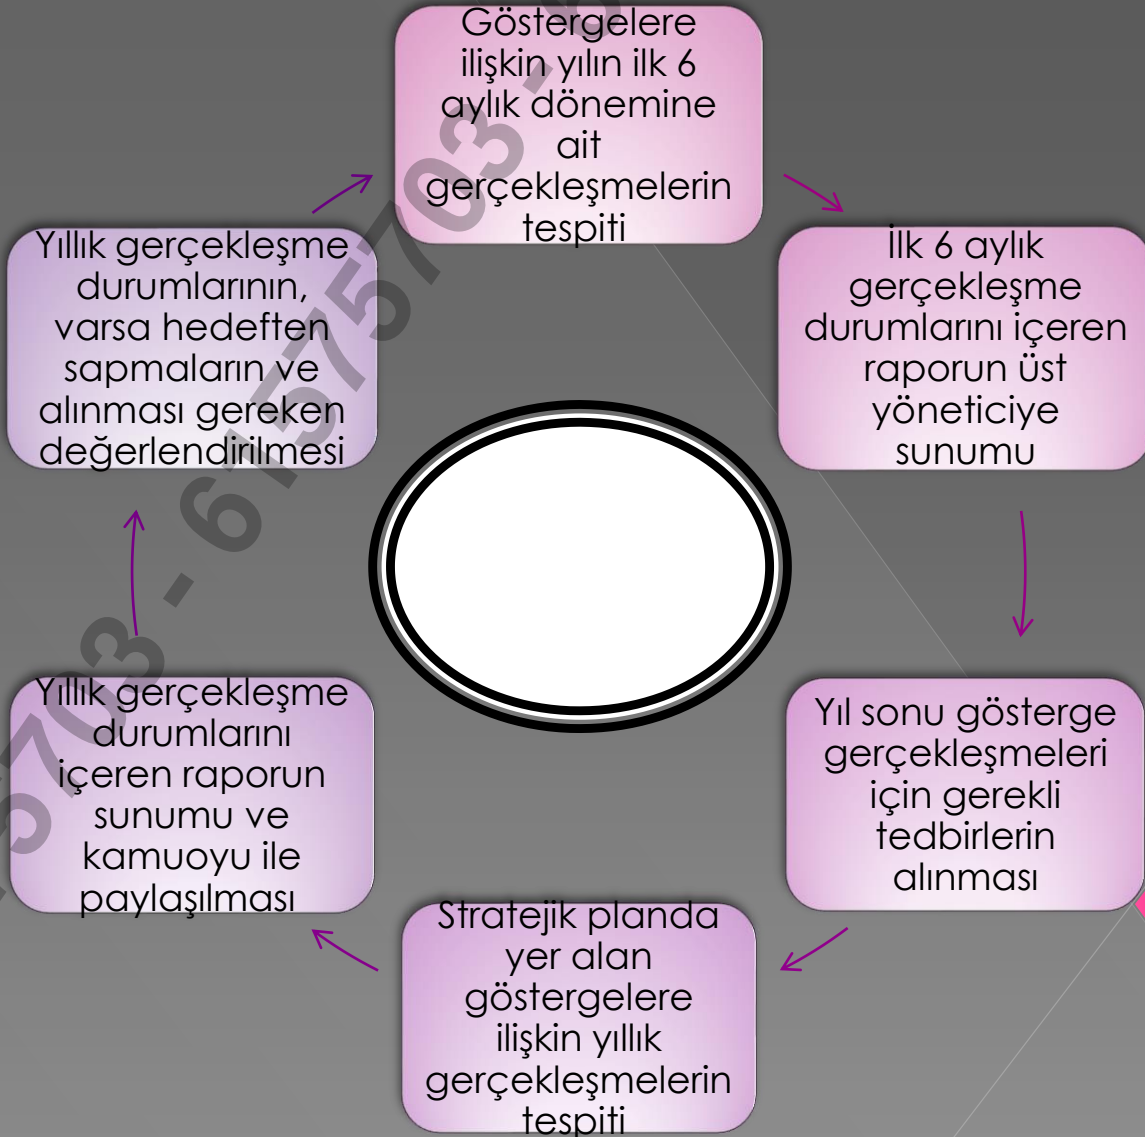 Göstergelere
ilişkin yılın ilk 6
aylık dönemine
ait
gerçekleşmelerin
tespiti
İlk 6 aylık
gerçekleşme
durumlarını içeren
raporun üst
yöneticiye
sunumu
Yıl sonu gösterge
gerçekleşmeleri
için gerekli
tedbirlerin
alınması
Stratejik planda
yer alan
göstergelere
ilişkin yıllık
gerçekleşmelerin
tespiti
Yıllık gerçekleşme
durumlarını
içeren raporun
sunumu ve
kamuoyu ile
paylaşılması
Yıllık gerçekleşme
durumlarının,
varsa hedeften
sapmaların ve
alınması gereken
değerlendirilmesi